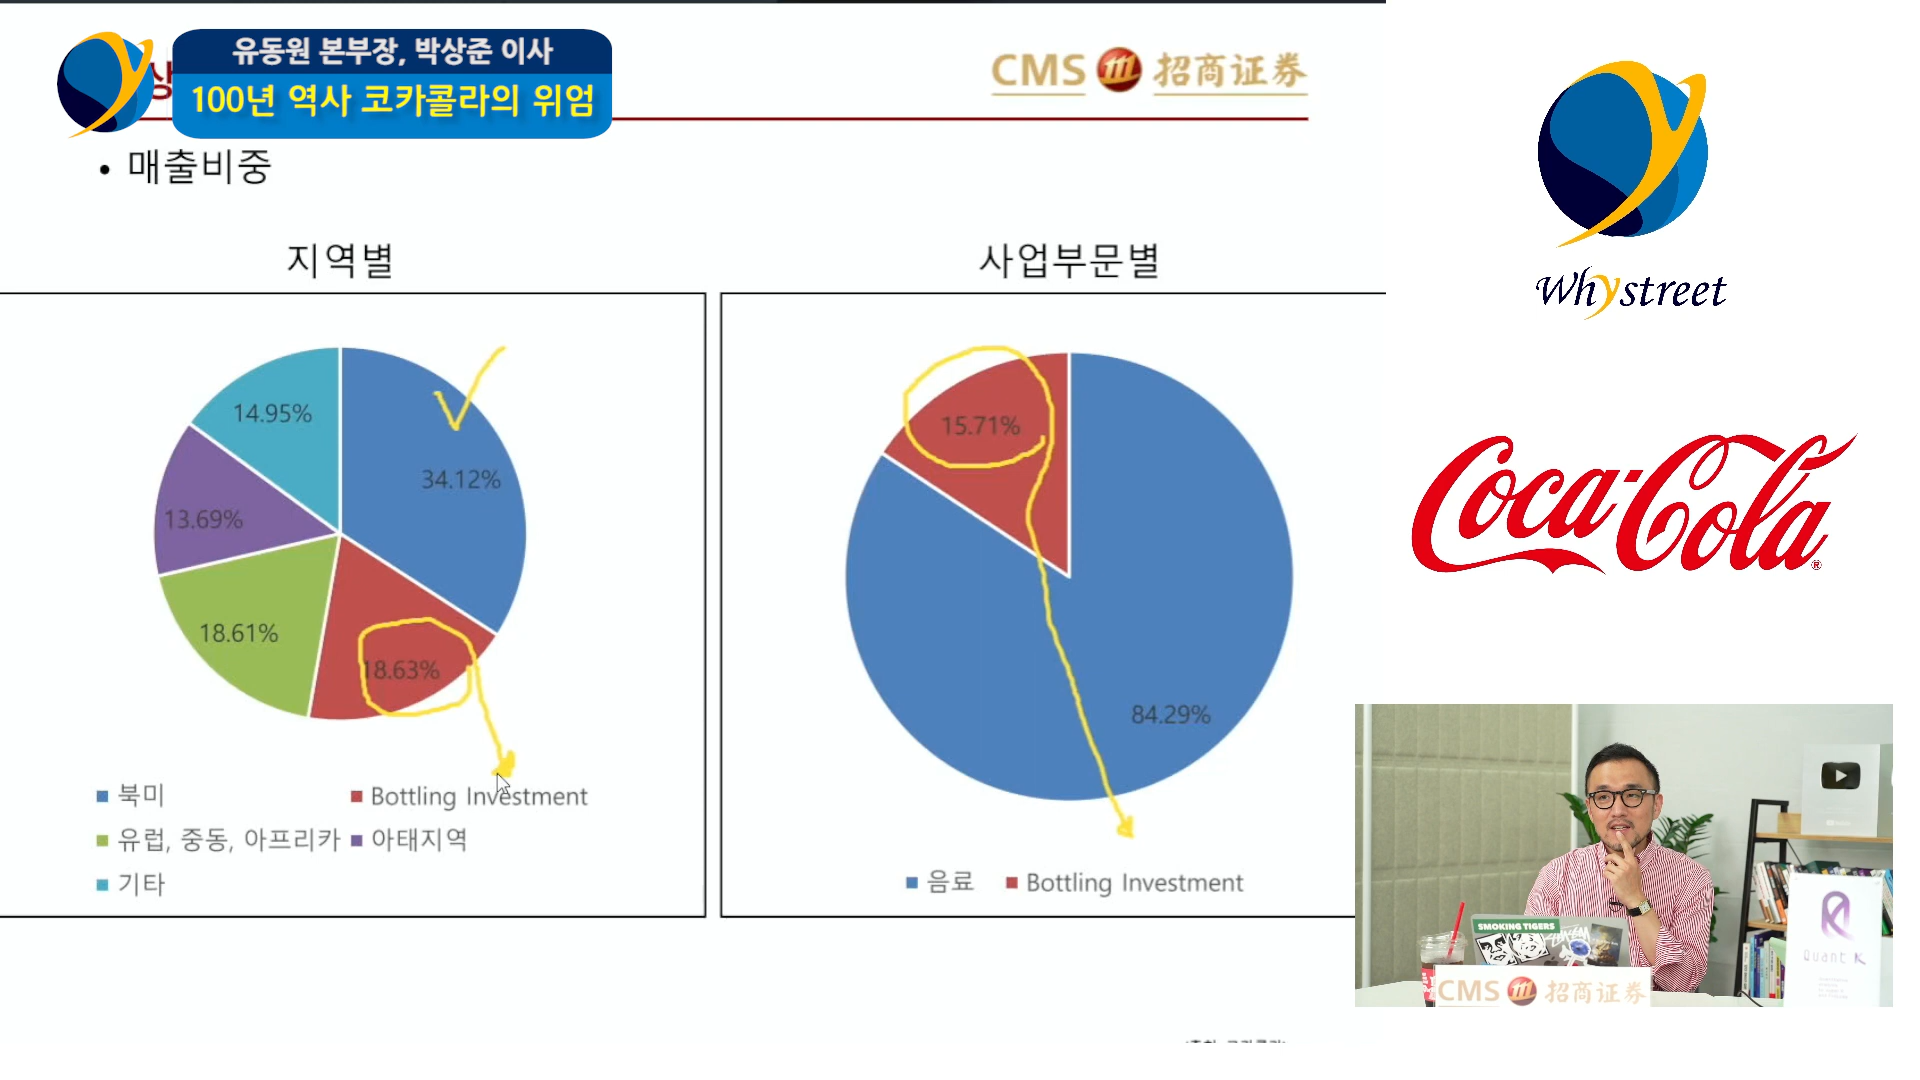 유동원 본부장, 박상준 이사
100년 역사 코카콜라의 위엄
상
CMS 招商证券
• 매출비중
지역별
14.95%
34.12%
13.69%
18.61%
18.63%
북미
Bottling Investment
유럽, 중동, 아프리카
아태지역
기타
사업부문별
15.71%
84.29%
음료
Bottling Investment
Whystreet
Coca-Cola®
SMOKING TIGERS
CMS 招商证券
Quant K